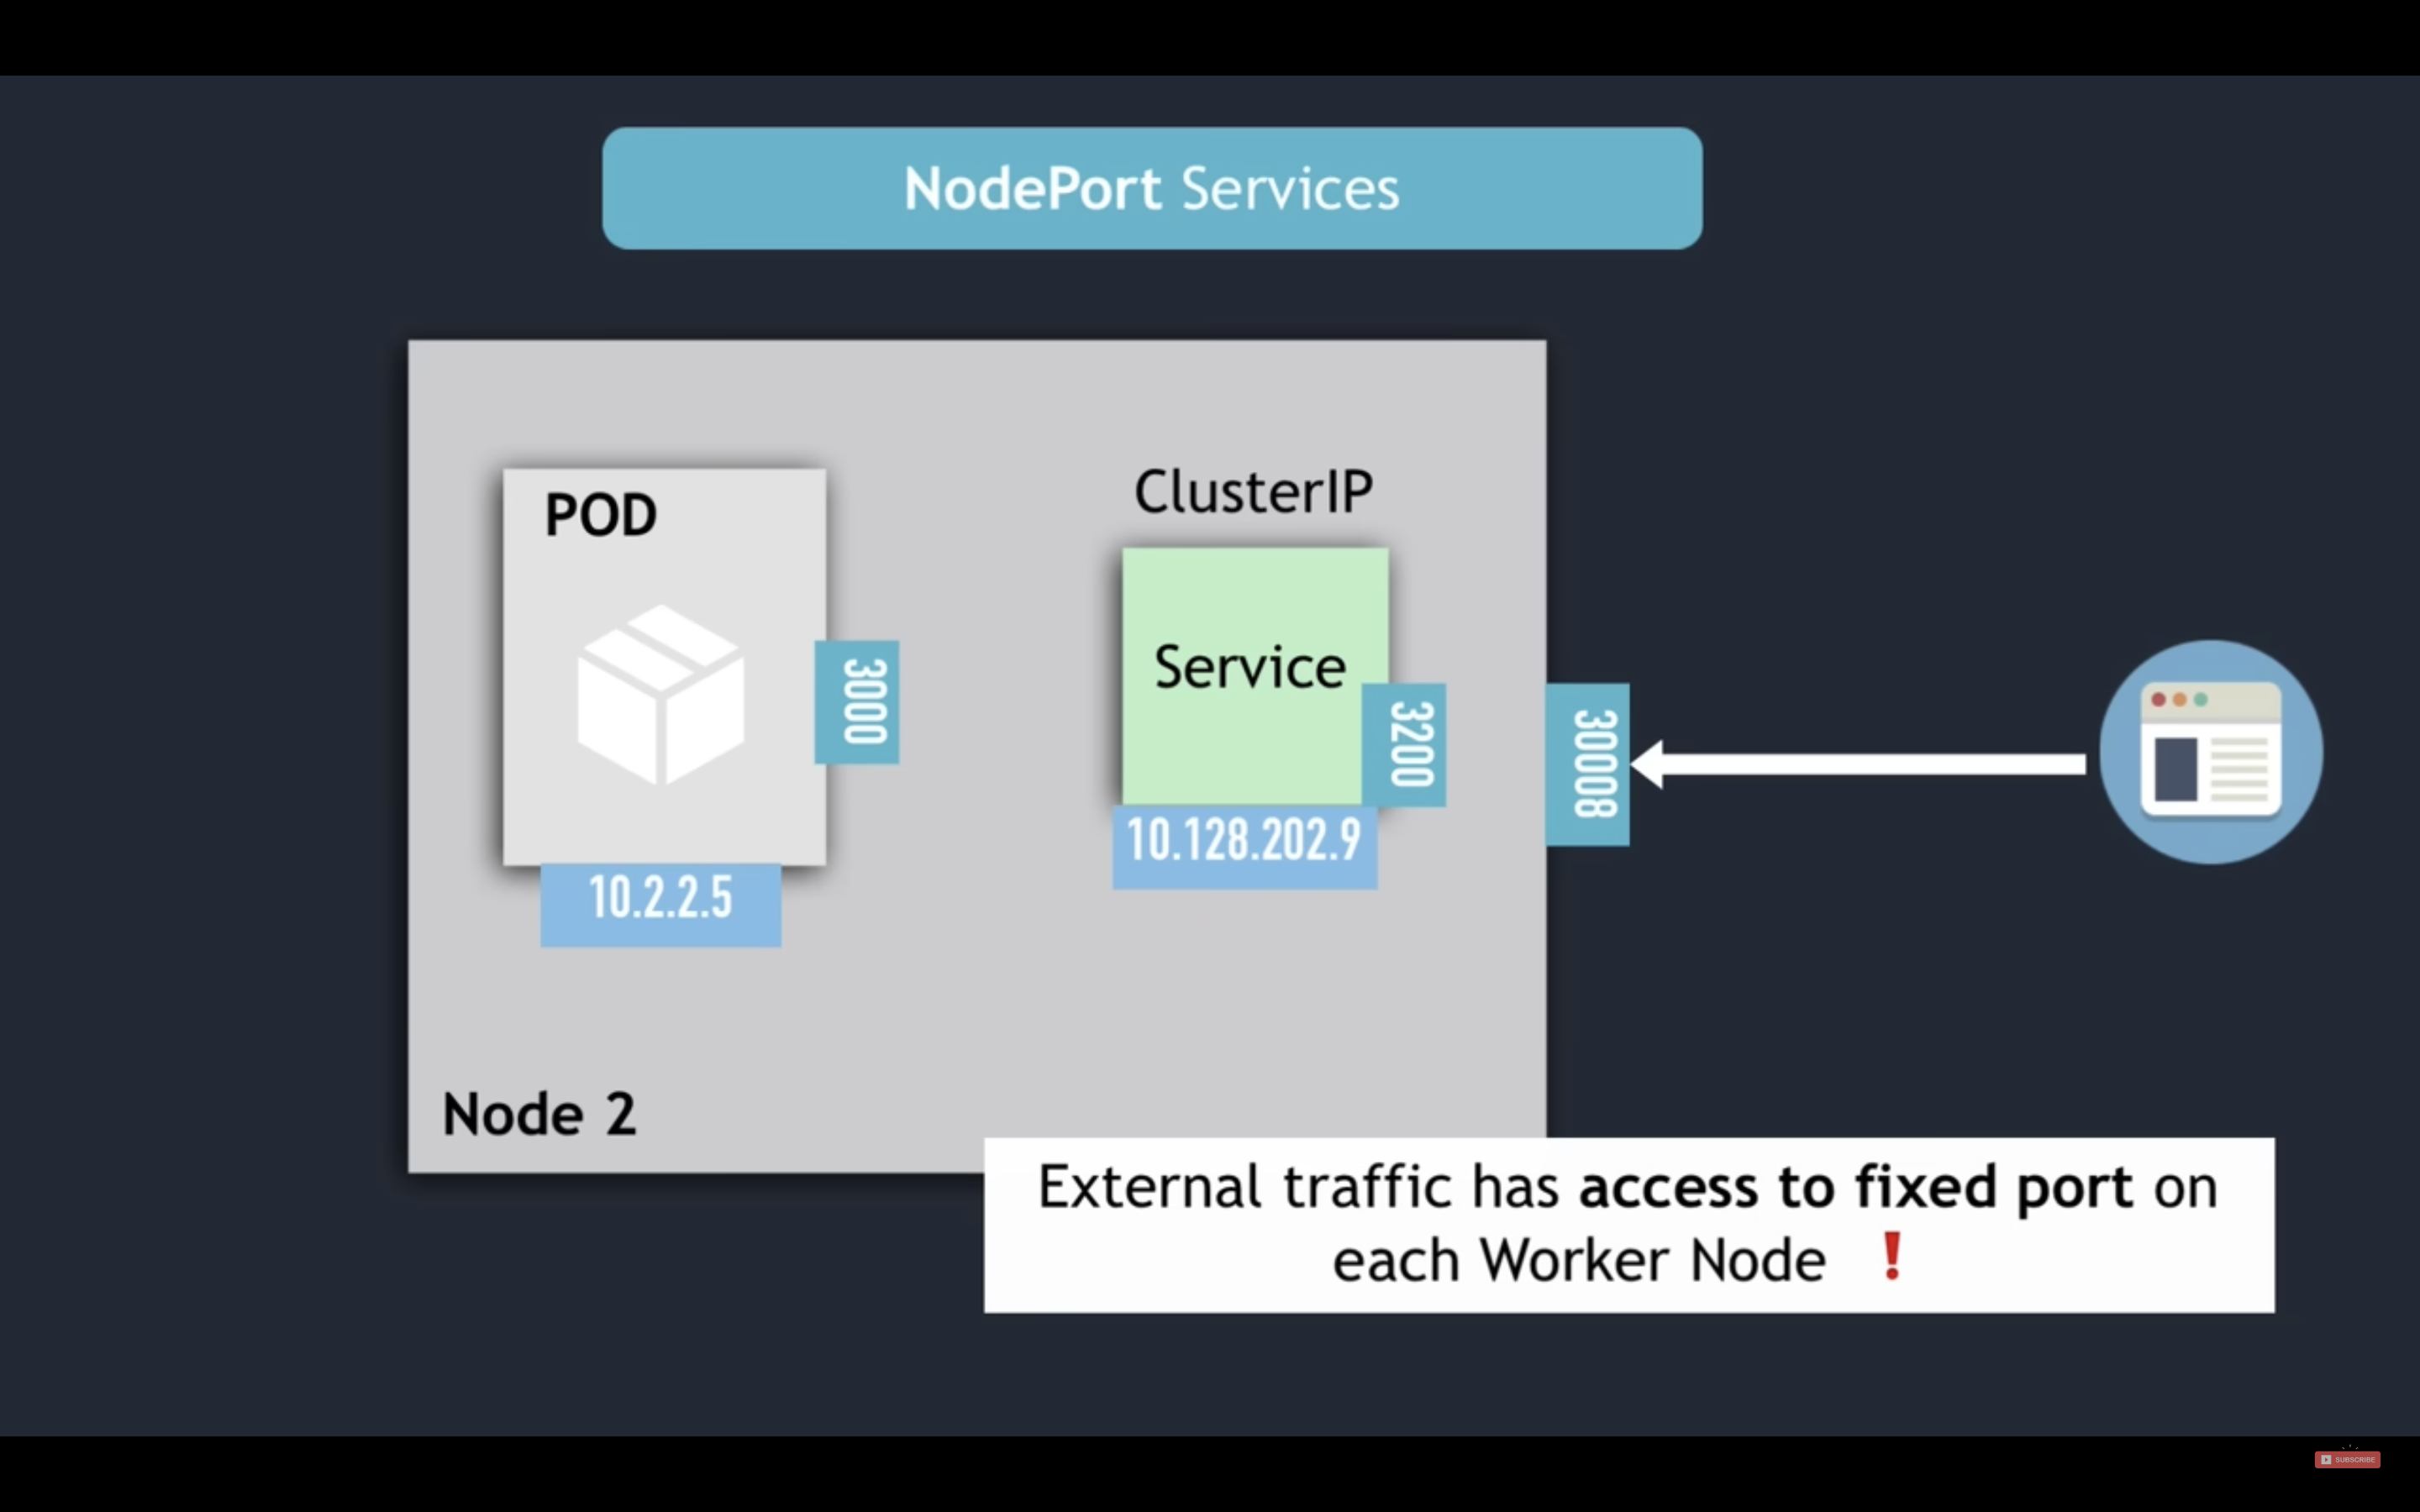 NodePort Services
POD
ClusterIP
Service
3000
3200
30008
10.128.202.9
10.2.2.5
Node 2
External traffic has access to fixed port on
each Worker Node ❗
SUBSCRIBE